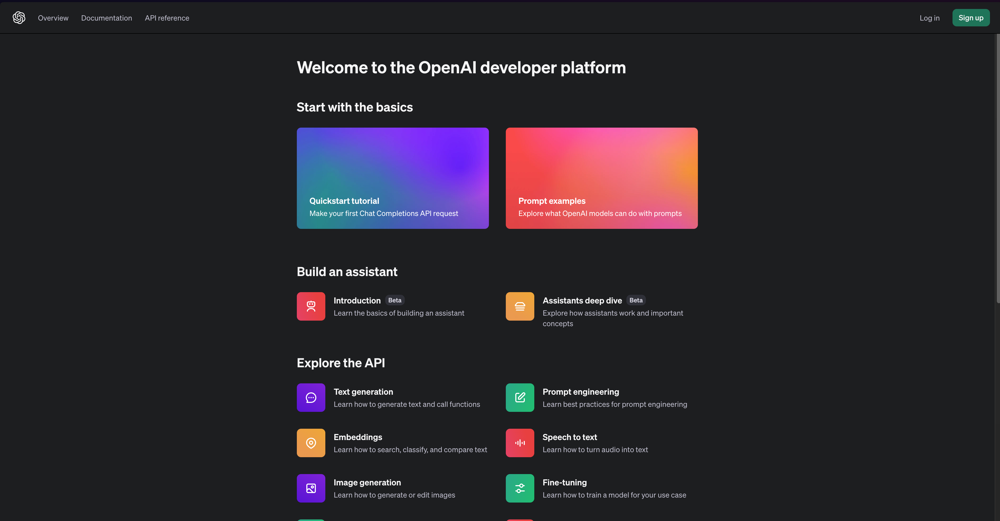 Overview Documentation API reference Log in Sign up
Welcome to the OpenAI developer platform
Start with the basics
Quickstart tutorial
Make your first Chat Completions API request
Prompt examples
Explore what OpenAI models can do with prompts
Build an assistant
Introduction Beta
Learn the basics of building an assistant
Assistants deep dive Beta
Explore how assistants work and important
concepts
Explore the API
Text generation
Learn how to generate text and call functions
Prompt engineering
Learn best practices for prompt engineering
Embeddings
Learn how to search, classify, and compare text
Speech to text
Learn how to turn audio into text
Image generation
Learn how to generate or edit images
Fine-tuning
Learn how to train a model for your use case